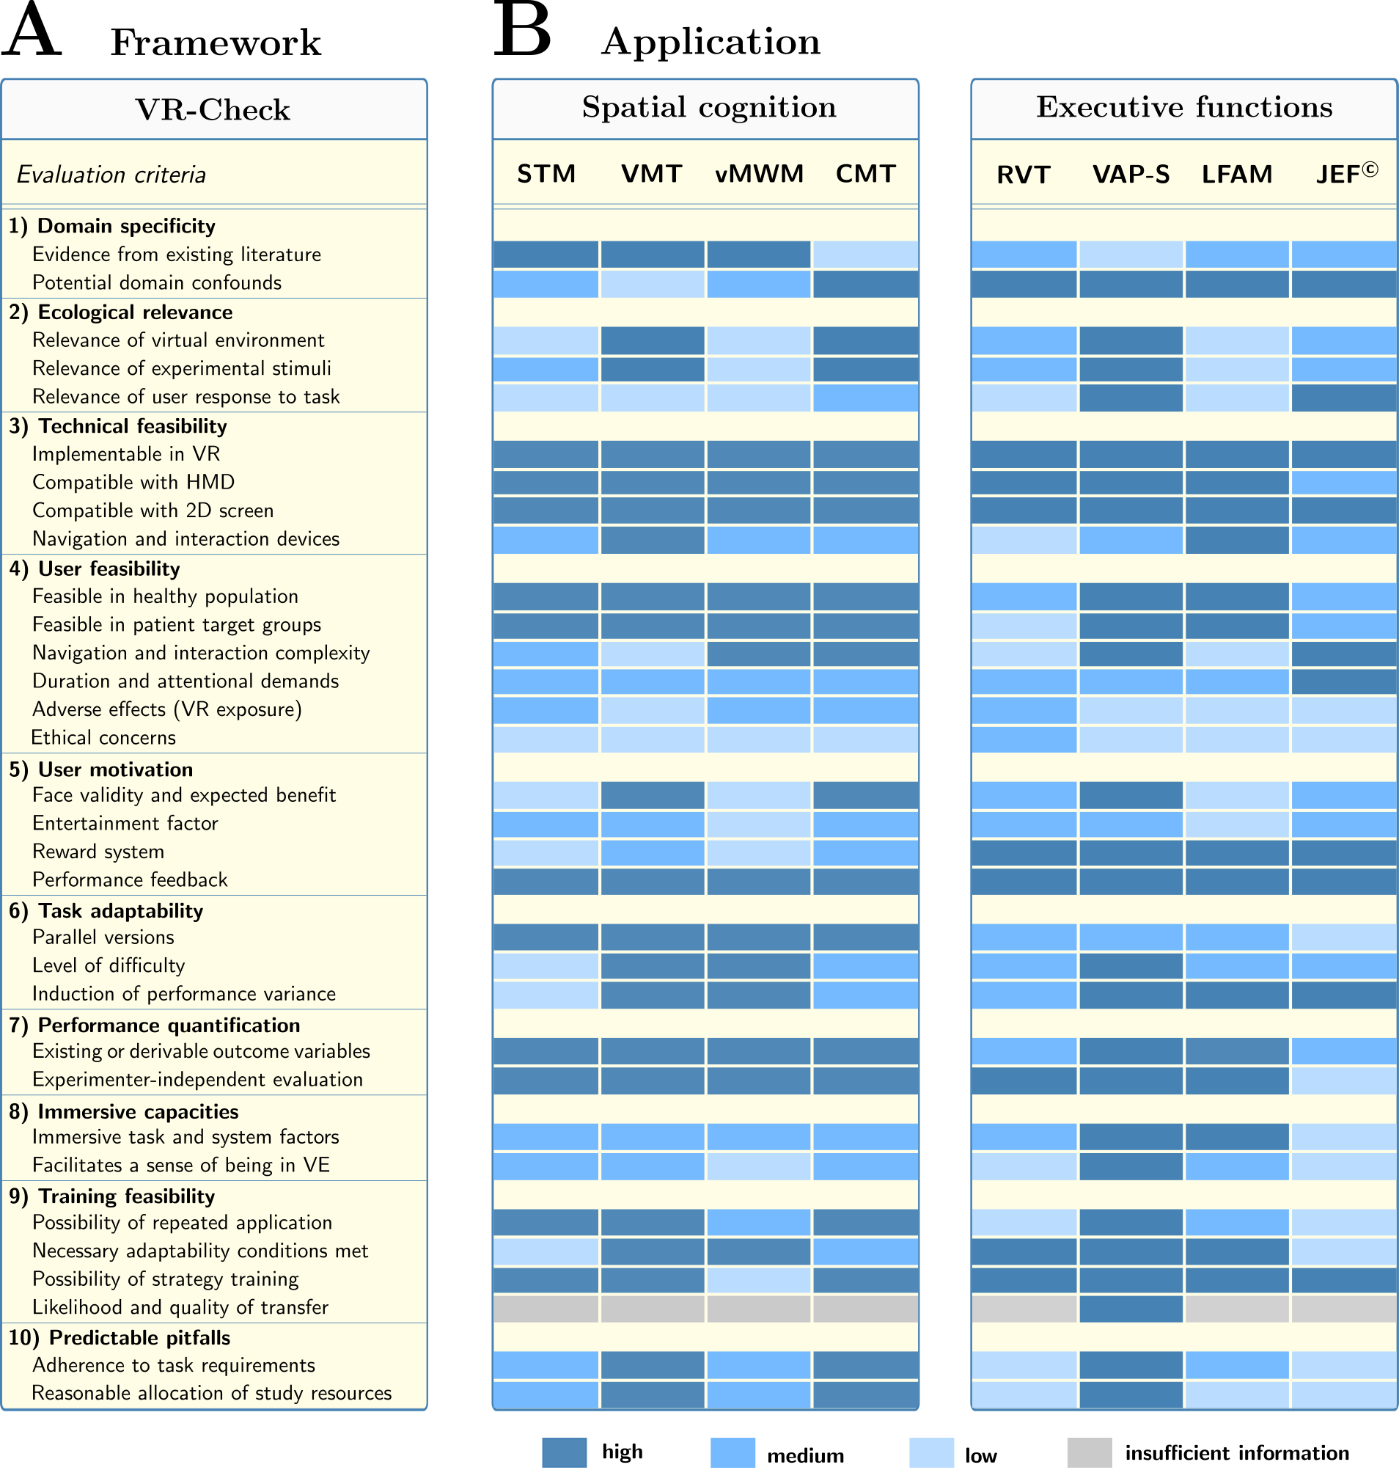 A Framework
VR-Check
Evaluation criteria
1) Domain specificity
Evidence from existing literature
Potential domain confounds
2) Ecological relevance
Relevance of virtual environment
Relevance of experimental stimuli
Relevance of user response to task
3) Technical feasibility
Implementable in VR
Compatible with HMD
Compatible with 2D screen
Navigation and interaction devices
4) User feasibility
Feasible in healthy population
Feasible in patient target groups
Navigation and interaction complexity
Duration and attentional demands
Adverse effects (VR exposure)
Ethical concerns
5) User motivation
Face validity and expected benefit
Entertainment factor
Reward system
Performance feedback
6) Task adaptability
Parallel versions
Level of difficulty
Induction of performance variance
7) Performance quantification
Existing or derivable outcome variables
Experimenter-independent evaluation
8) Immersive capacities
Immersive task and system factors
Facilitates a sense of being in VE
9) Training feasibility
Possibility of repeated application
Necessary adaptability conditions met
Possibility of strategy training
Likelihood and quality of transfer
10) Predictable pitfalls
Adherence to task requirements
Reasonable allocation of study resources
B Application
Spatial cognition
STM VMT vMWM CMT
Executive functions
RVT VAP-S LFAM JEF©
high medium low insufficient information